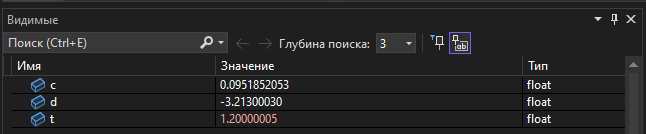 Видимые
Поиск (Ctrl+E) Глубина поиска: 3
Имя Значение Тип
c 0.0951852053 float
d -3.21300030 float
t 1.20000005 float